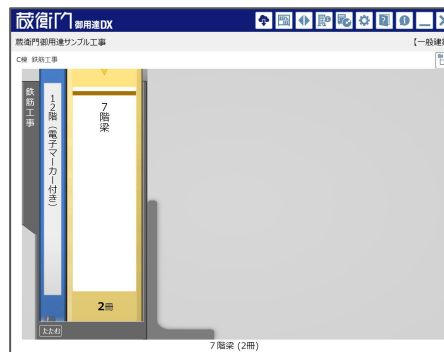 蔵衛門御用達DX
蔵衛門御用達サンプル工事
【一般建築
C棟 鉄筋工事
鉄筋工事
12階（電子マーカー付き）
7階梁
2冊
たたむ
7階梁 (2冊)